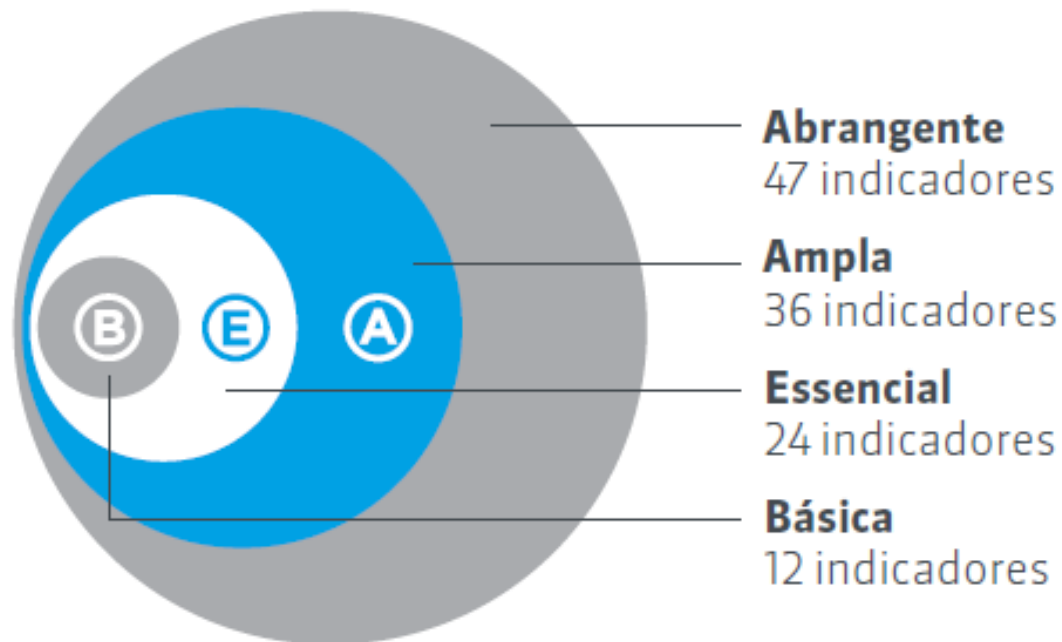 Abrangente
47 indicadores
Ampla
36 indicadores
B E A
Essencial
24 indicadores
Básica
12 indicadores